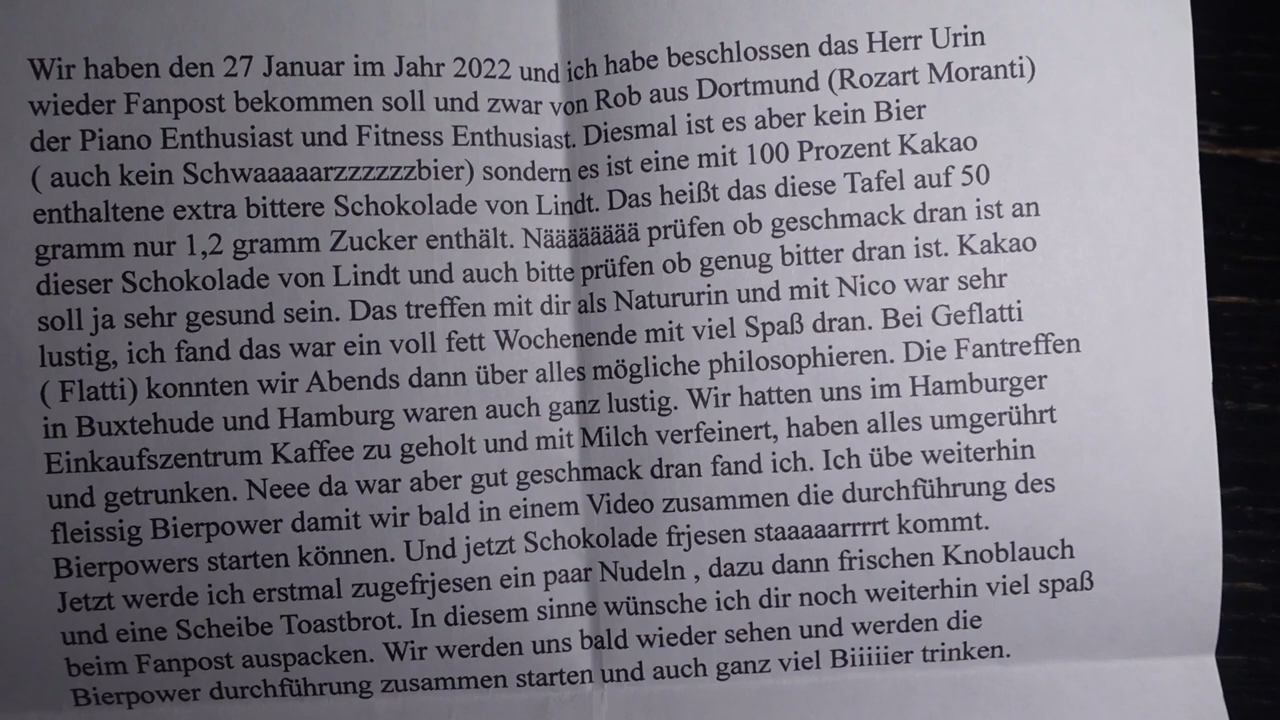 Wir haben den 27 Januar im Jahr 2022 und ich habe beschlossen das Herr Urin
wieder Fanpost bekommen soll und zwar von Rob aus Dortmund (Rozart Moranti)
der Piano Enthusiast und Fitness Enthusiast. Diesmal ist es aber kein Bier
( auch kein Schwaaaaarzzzzzzbier) sondern es ist eine mit 100 Prozent Kakao
enthaltene extra bittere Schokolade von Lindt. Das heißt das diese Tafel auf 50
gramm nur 1,2 gramm Zucker enthält. Näääääääää prüfen ob geschmack dran ist an
dieser Schokolade von Lindt und auch bitte prüfen ob genug bitter dran ist. Kakao
soll ja sehr gesund sein. Das treffen mit dir als Natururin und mit Nico war sehr
lustig, ich fand das war ein voll fett Wochenende mit viel Spaß dran. Bei Geflatti
( Flatti) konnten wir Abends dann über alles mögliche philosophieren. Die Fantreffen
in Buxtehude und Hamburg waren auch ganz lustig. Wir hatten uns im Hamburger
Einkaufszentrum Kaffee zu geholt und mit Milch verfeinert, haben alles umgerührt
und getrunken. Neee da war aber gut geschmack dran fand ich. Ich übe weiterhin
fleissig Bierpower damit wir bald in einem Video zusammen die durchführung des
Bierpowers starten können. Und jetzt Schokolade frjesen staaaaarrrrt kommt.
Jetzt werde ich erstmal zugefrjesen ein paar Nudeln , dazu dann frischen Knoblauch
und eine Scheibe Toastbrot. In diesem sinne wünsche ich dir noch weiterhin viel spaß
beim Fanpost auspacken. Wir werden uns bald wieder sehen und werden die
Bierpower durchführung zusammen starten und auch ganz viel Biiiiier trinken.